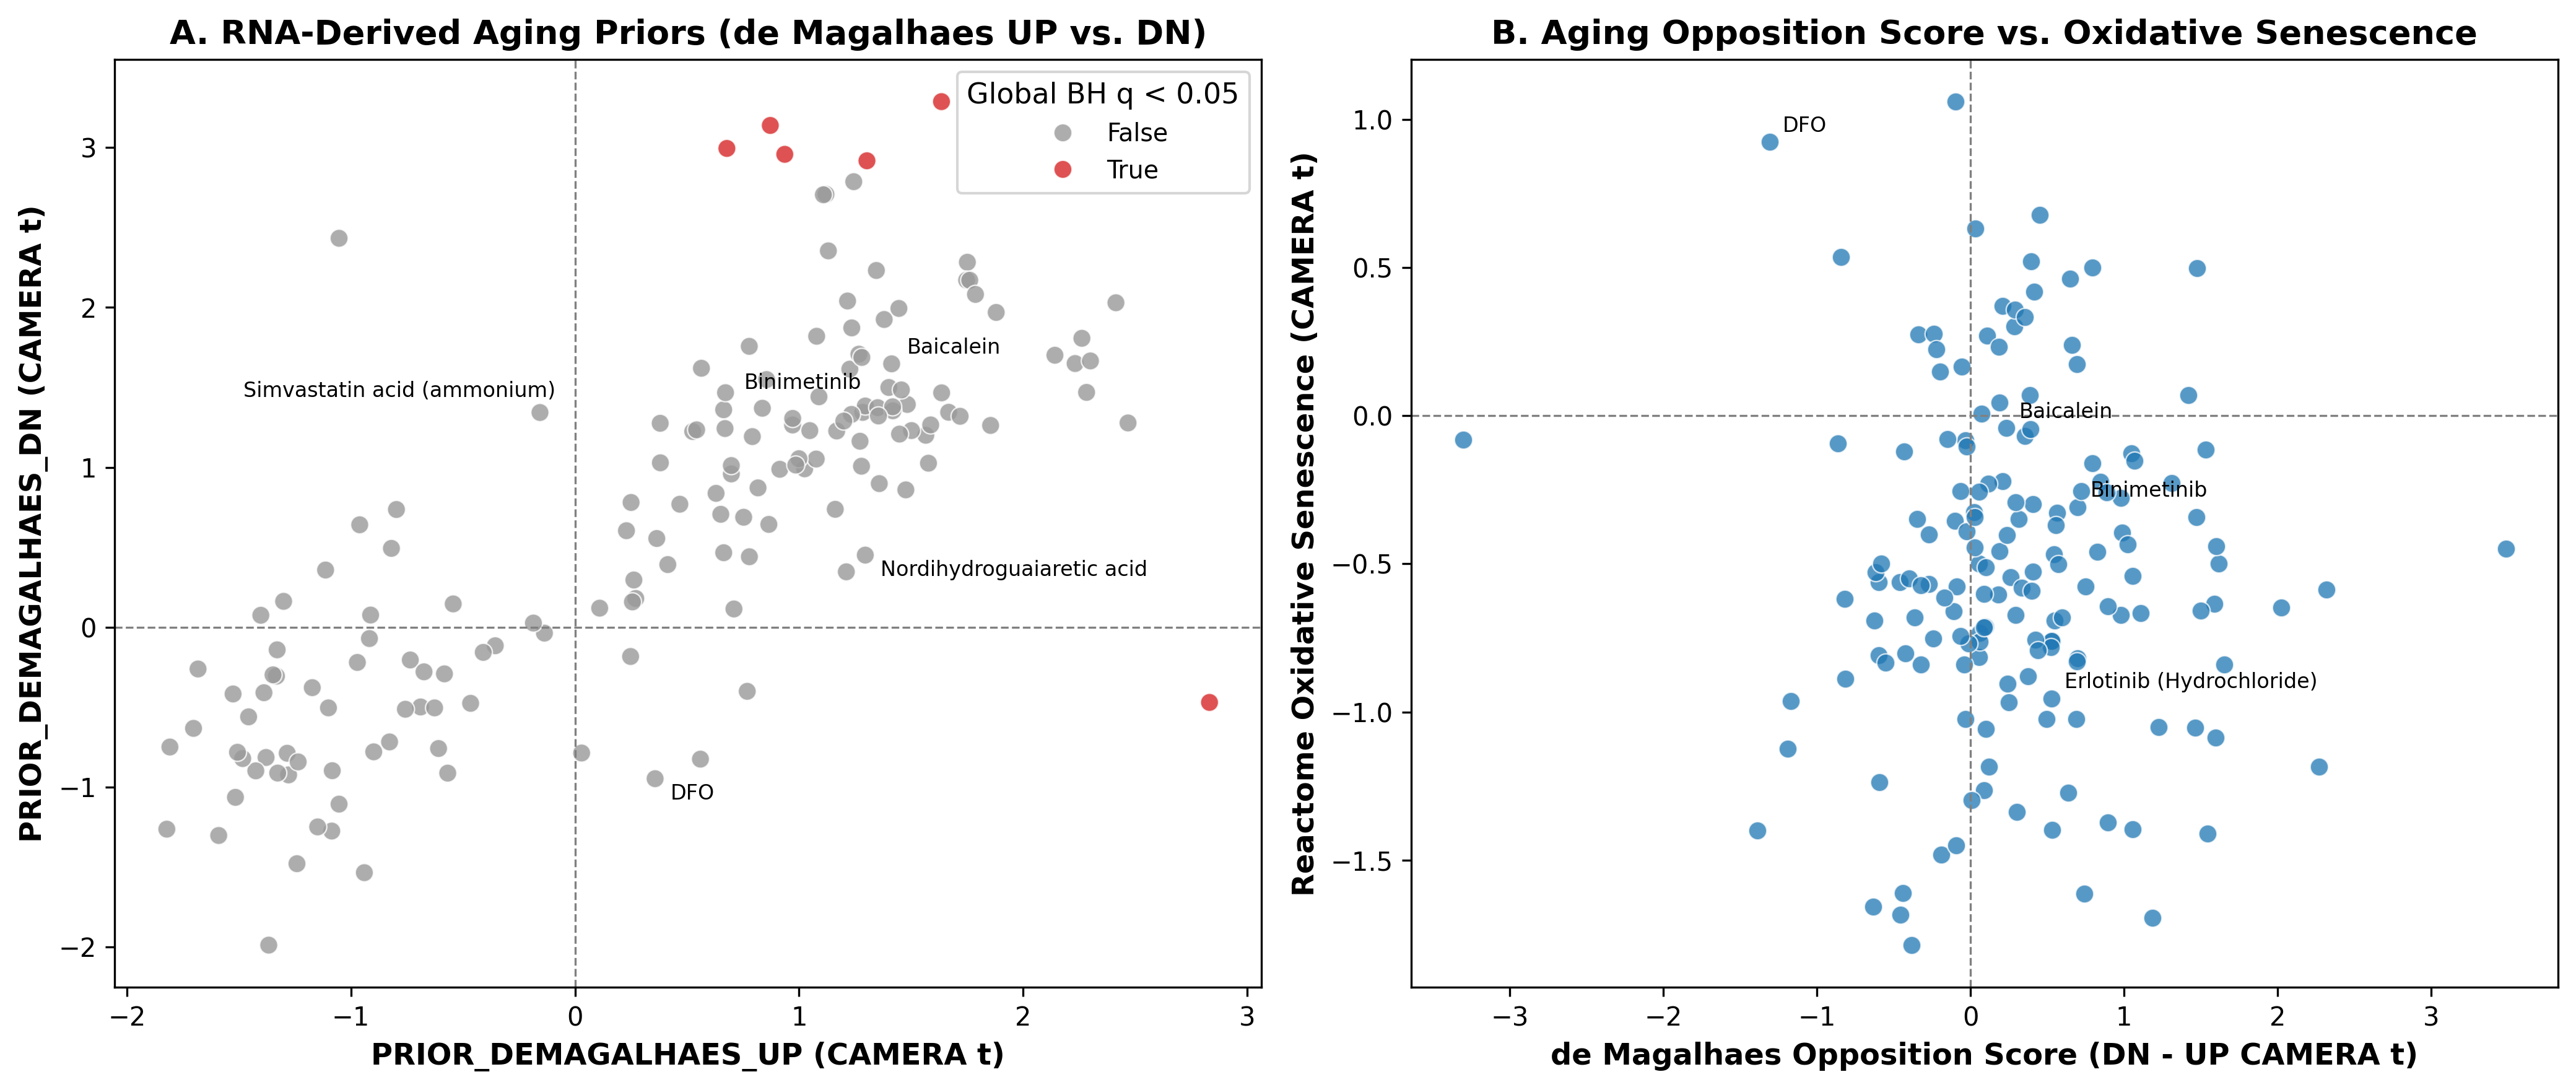 A. RNA-Derived Aging Priors (de Magalhaes UP vs. DN)
PRIOR_DEMAGALHAES_DN (CAMERA t)
3
2
1
0
−1
−2
Global BH q < 0.05
False
True
Baicalein
Binimetinib
Simvastatin acid (ammonium)
Nordihydroguaiaretic acid
DFO
−2
−1
0
1
2
3
PRIOR_DEMAGALHAES_UP (CAMERA t)
B. Aging Opposition Score vs. Oxidative Senescence
Reactome Oxidative Senescence (CAMERA t)
1.0
0.5
0.0
−0.5
−1.0
−1.5
DFO
Baicalein
Binimetinib
Erlotinib (Hydrochloride)
−3
−2
−1
0
1
2
3
de Magalhaes Opposition Score (DN - UP CAMERA t)